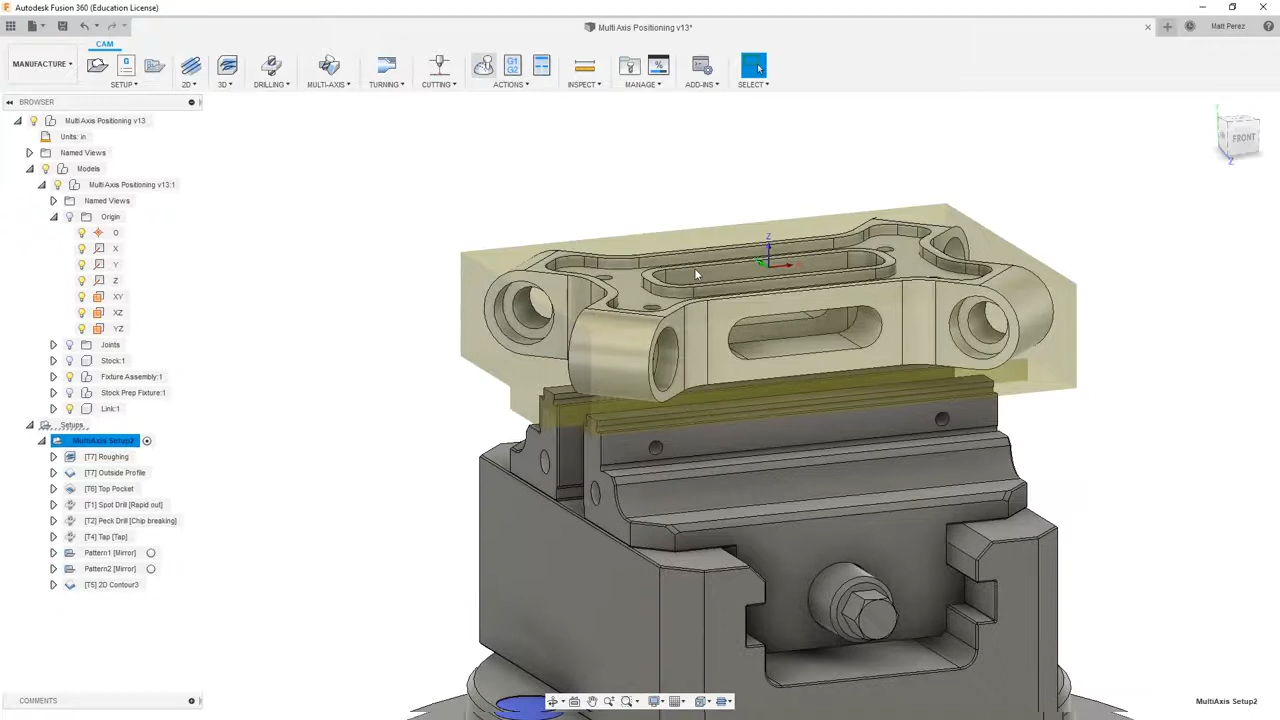 Autodesk Fusion 360 (Education License)
Multi Axis Positioning v13*
Matt Perez
CAM
MANUFACTURE
G
G1
G2
%
SETUP
2D
3D
DRILLING
MULTI-AXIS
TURNING
CUTTING
ACTIONS
INSPECT
MANAGE
ADD-INS
SELECT
BROWSER
Multi Axis Positioning v13
Units: in
Named Views
Models
Multi Axis Positioning v13:1
Named Views
Origin
O
X
Y
Z
XY
XZ
YZ
Joints
Stock:1
Fixture Assembly:1
Stock Prep Fixture:1
Link:1
Setups
MultiAxis Setup2
[T7] Roughing
[T7] Outside Profile
[T6] Top Pocket
[T1] Spot Drill [Rapid out]
[T2] Peck Drill [Chip breaking]
[T4] Tap [Tap]
Pattern1 [Mirror]
Pattern2 [Mirror]
[T5] 2D Contour3
Z
FRONT
Z
COMMENTS
MultiAxis Setup2